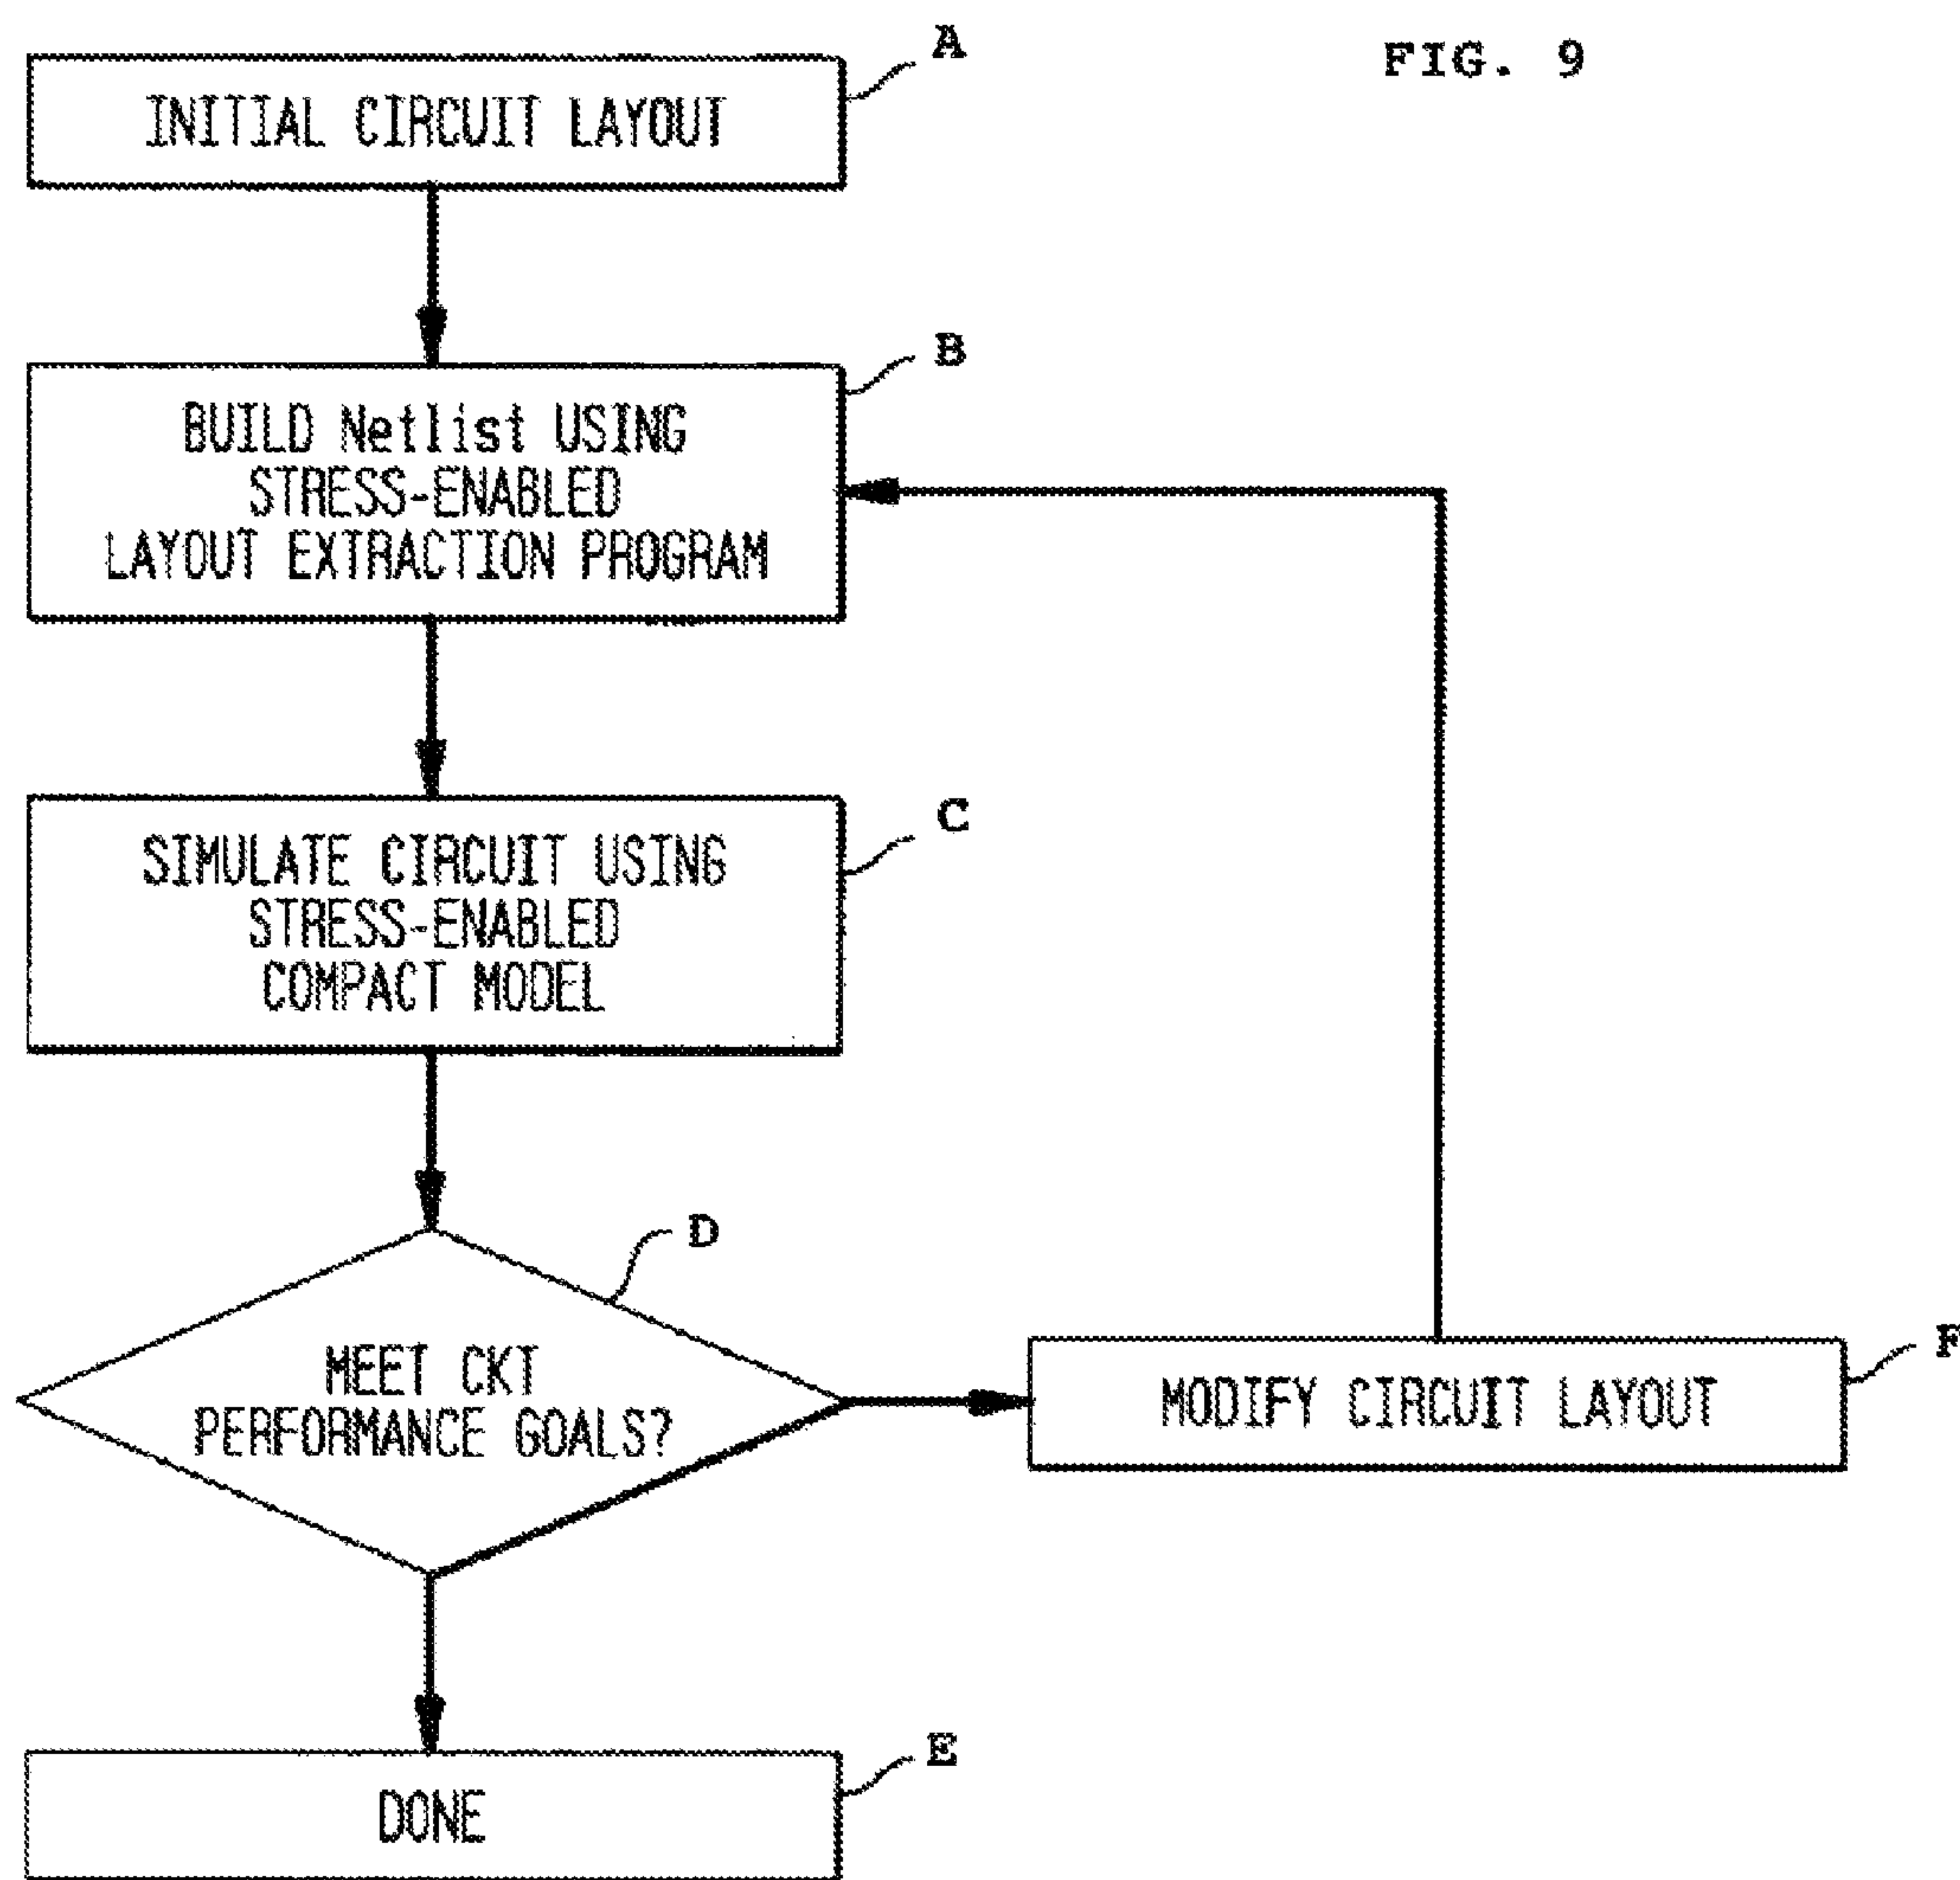 FIG. 9
A
INITIAL CIRCUIT LAYOUT
B
BUILD Netlist USING
STRESS-ENABLED
LAYOUT EXTRACTION PROGRAM
C
SIMULATE CIRCUIT USING
STRESS-ENABLED
COMPACT MODEL
D
MEET CKT
PERFORMANCE GOALS?
F
MODIFY CIRCUIT LAYOUT
E
DONE